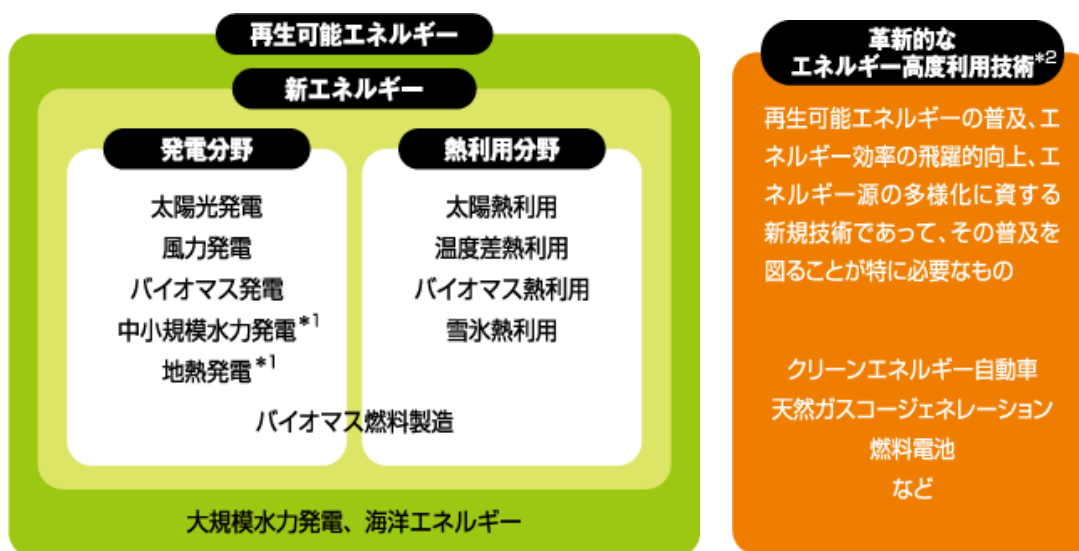 再生可能エネルギー
新エネルギー
発電分野
太陽光発電
風力発電
バイオマス発電
中小規模水力発電*1
地熱発電*1
熱利用分野
太陽熱利用
温度差熱利用
バイオマス熱利用
雪氷熱利用
バイオマス燃料製造
大規模水力発電、海洋エネルギー
革新的な
エネルギー高度利用技術*2
再生可能エネルギーの普及、エ
ネルギー効率の飛躍的向上、エ
ネルギー源の多様化に資する
新規技術であって、その普及を
図ることが特に必要なもの
クリーンエネルギー自動車
天然ガスコージェネレーション
燃料電池
など